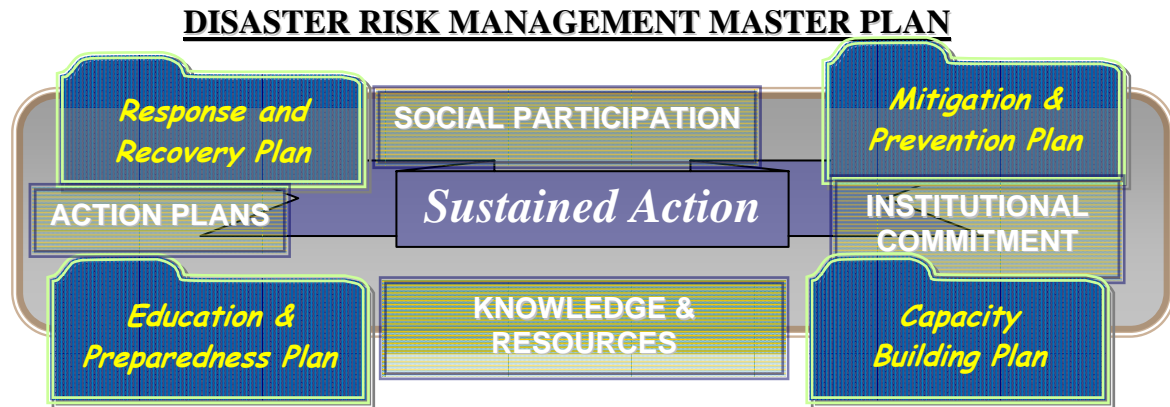 DISASTER RISK MANAGEMENT MASTER PLAN
Response and
Recovery Plan
SOCIAL PARTICIPATION
Mitigation &
Prevention Plan
ACTION PLANS
Sustained Action
INSTITUTIONAL
COMMITMENT
Education &
Preparedness Plan
KNOWLEDGE &
RESOURCES
Capacity
Building Plan